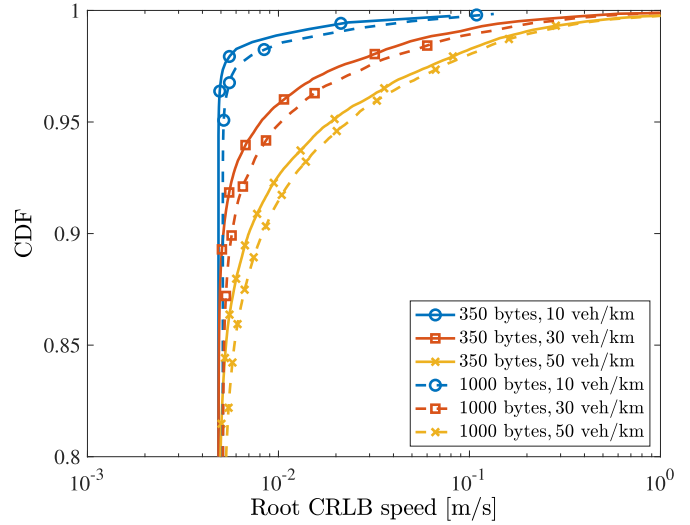 1
0.95
0.9
0.85
0.8
CDF
350 bytes, 10 veh/km
350 bytes, 30 veh/km
350 bytes, 50 veh/km
1000 bytes, 10 veh/km
1000 bytes, 30 veh/km
1000 bytes, 50 veh/km
10⁻³ 10⁻² 10⁻¹ 10⁰
Root CRLB speed [m/s]